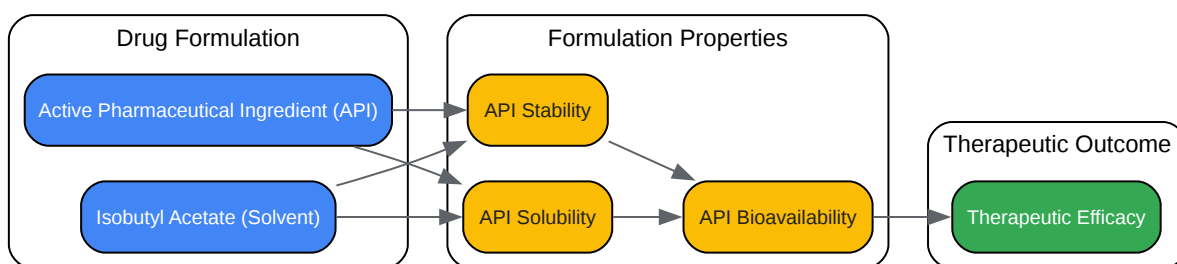 Drug Formulation
Active Pharmaceutical Ingredient (API)
Isobutyl Acetate (Solvent)
Formulation Properties
API Stability
API Solubility
API Bioavailability
Therapeutic Outcome
Therapeutic Efficacy